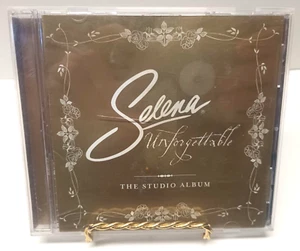 Selena
Unforgettable
THE STUDIO ALBUM